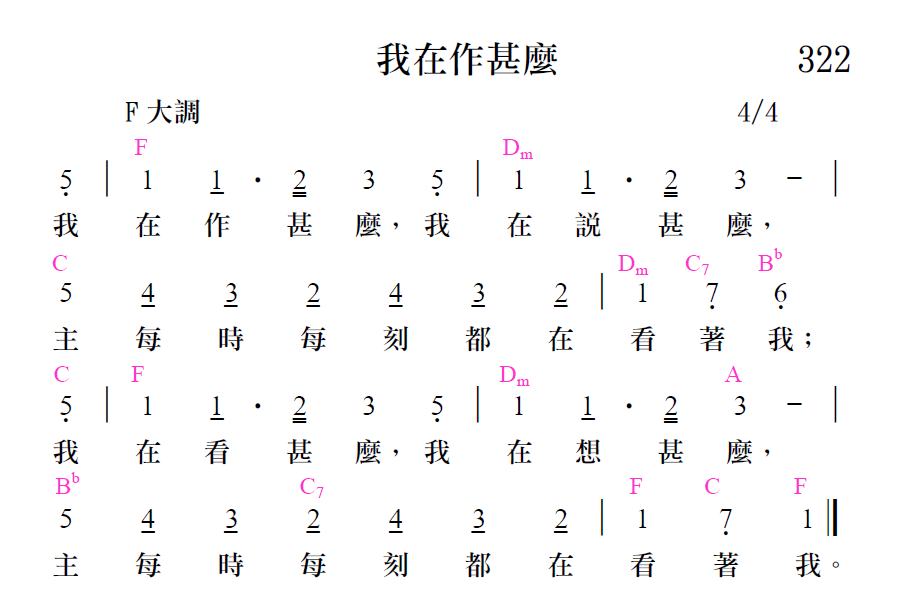 我在作甚麼 322
F 大調 4/4
F Dm
5 | 1 1 · 2 3 5 | 1 1 · 2 3 − |
我 在 作 甚 麼，我 在 説 甚 麼，
C Dm C7 Bb
5 4 3 2 4 3 2 | 1 7 6
主 每 時 每 刻 都 在 看 著 我；
C F Dm A
5 | 1 1 · 2 3 5 | 1 1 · 2 3 − |
我 在 看 甚 麼，我 在 想 甚 麼，
Bb C7 F C F
5 4 3 2 4 3 2 | 1 7 1 ‖
主 每 時 每 刻 都 在 看 著 我。